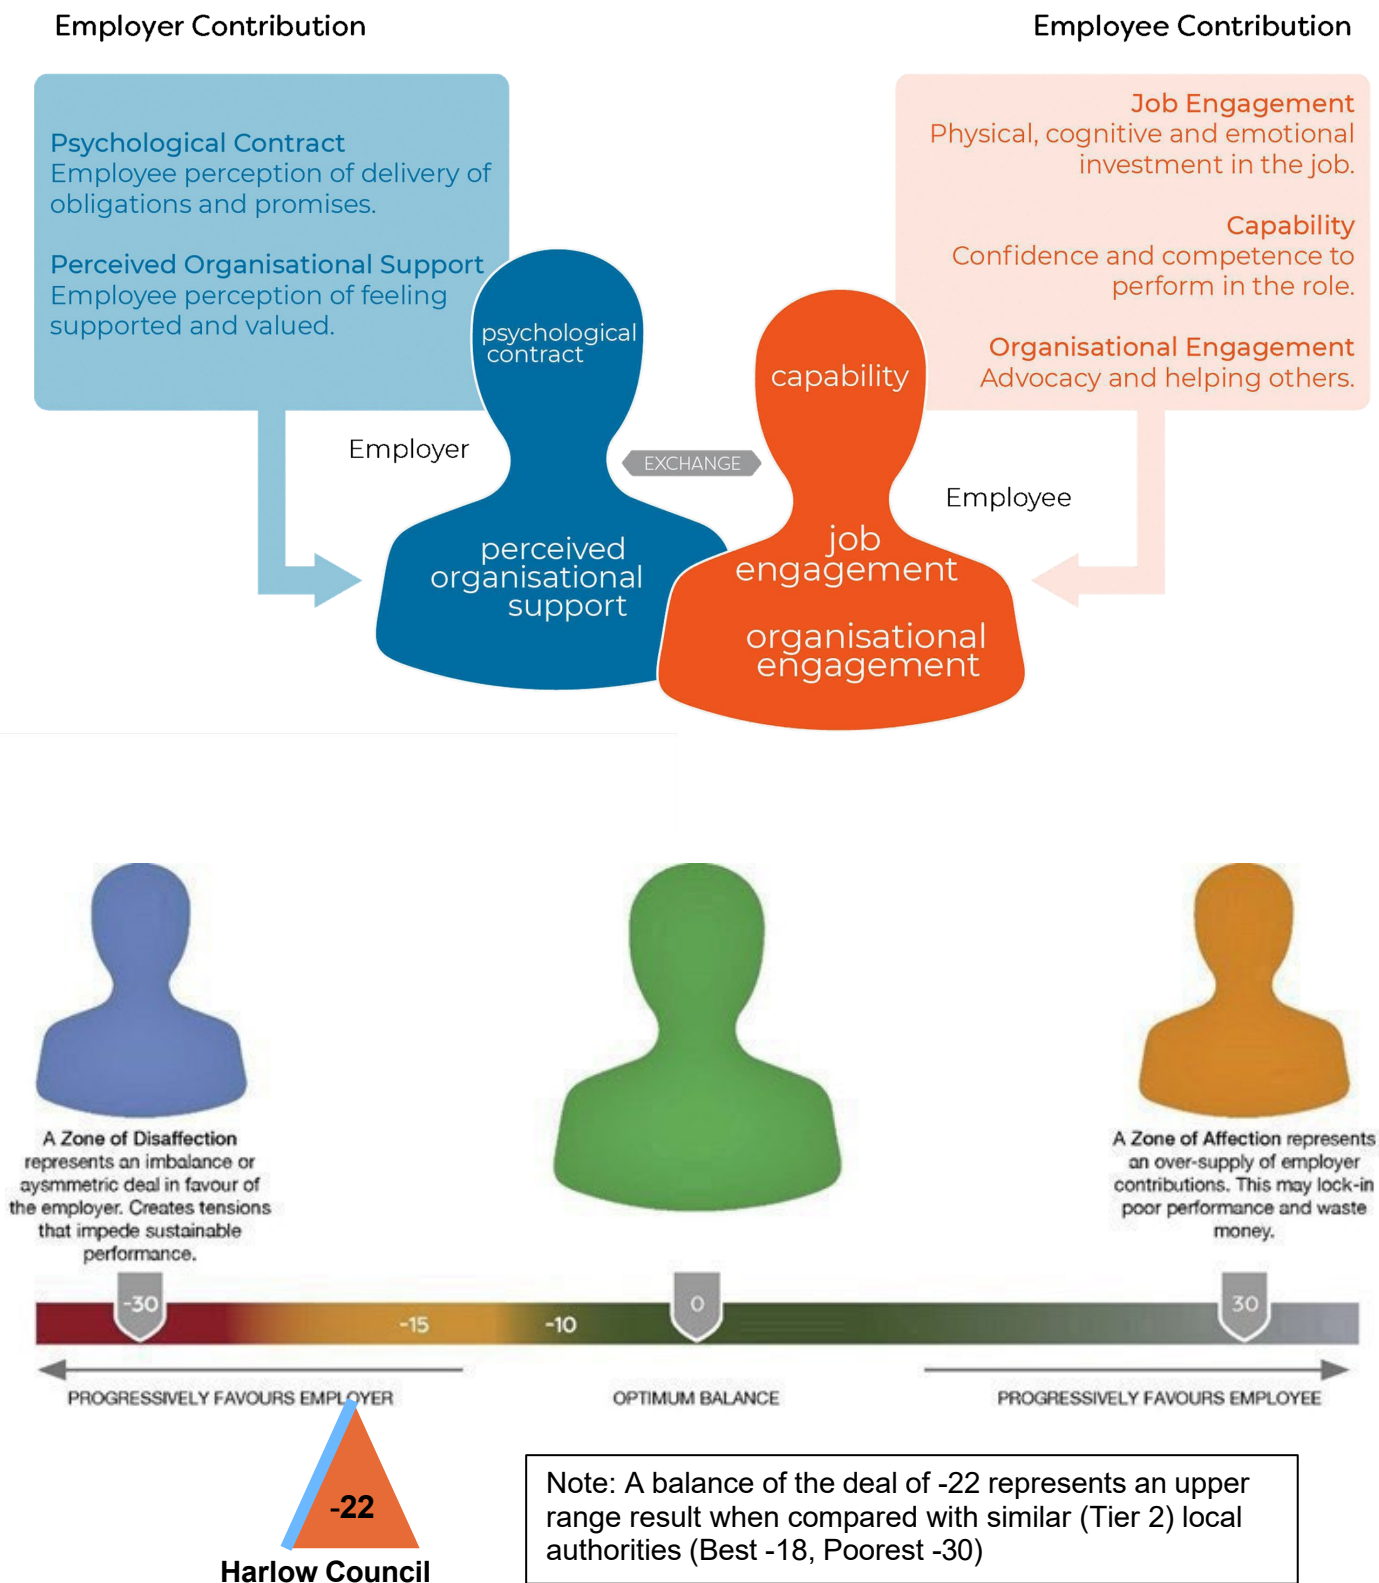 Employer Contribution
Employee Contribution
Psychological Contract
Employee perception of delivery of
obligations and promises.
Perceived Organisational Support
Employee perception of feeling
supported and valued.
Job Engagement
Physical, cognitive and emotional
investment in the job.
Capability
Confidence and competence to
perform in the role.
Organisational Engagement
Advocacy and helping others.
psychological
contract
capability
Employer
EXCHANGE
Employee
perceived
organisational
support
job
engagement
organisational
engagement
A Zone of Disaffection
represents an imbalance or
aysmmetric deal in favour of
the employer. Creates tensions
that impede sustainable
performance.
A Zone of Affection represents
an over-supply of employer
contributions. This may lock-in
poor performance and waste
money.
-30
-15
-10
0
30
PROGRESSIVELY FAVOURS EMPLOYER
OPTIMUM BALANCE
PROGRESSIVELY FAVOURS EMPLOYEE
-22
Harlow Council
Note: A balance of the deal of -22 represents an upper
range result when compared with similar (Tier 2) local
authorities (Best -18, Poorest -30)